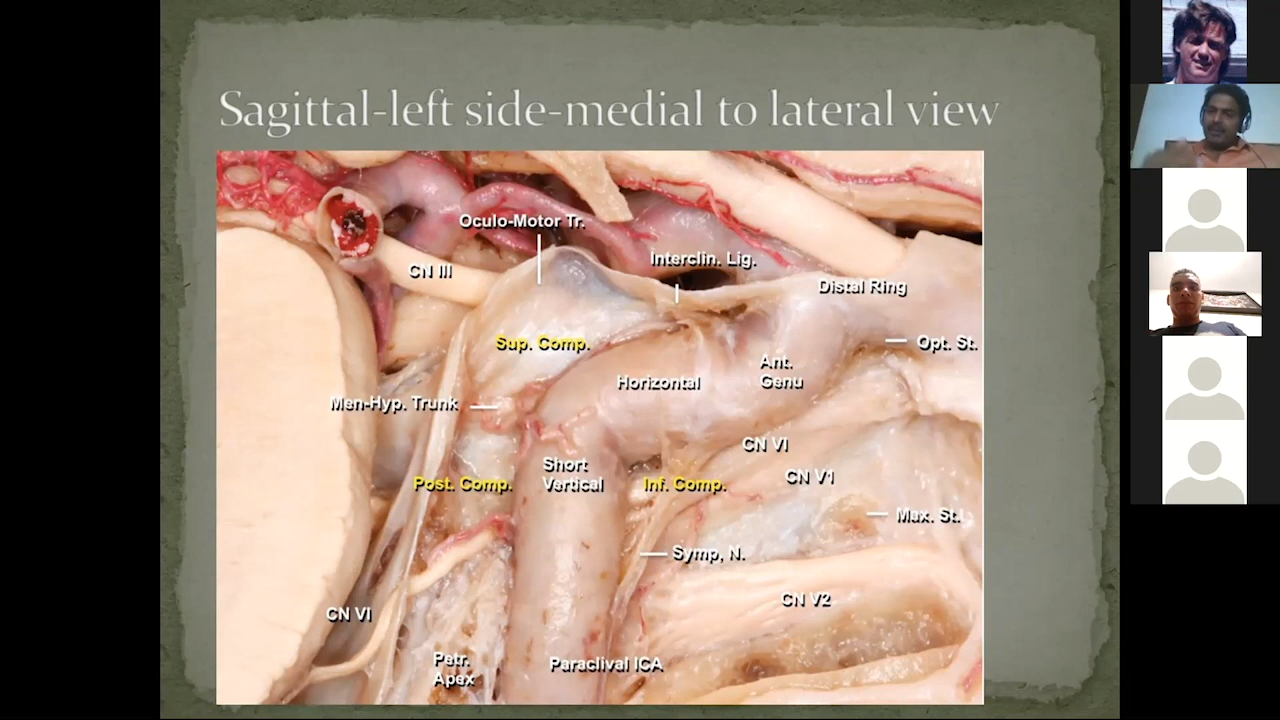 Sagittal-left side-medial to lateral view
Oculo-Motor Tr.
Interclin. Lig.
CN III
Distal Ring
Sup. Comp.
Opt. St.
Horizontal
Ant.
Genu
Men-Hyp. Trunk
CN VI
Short
Vertical
CN V1
Post. Comp.
Inf. Comp.
Max. St.
Symp, N.
CN V2
CN VI
Petr.
Apex
Paraclival ICA